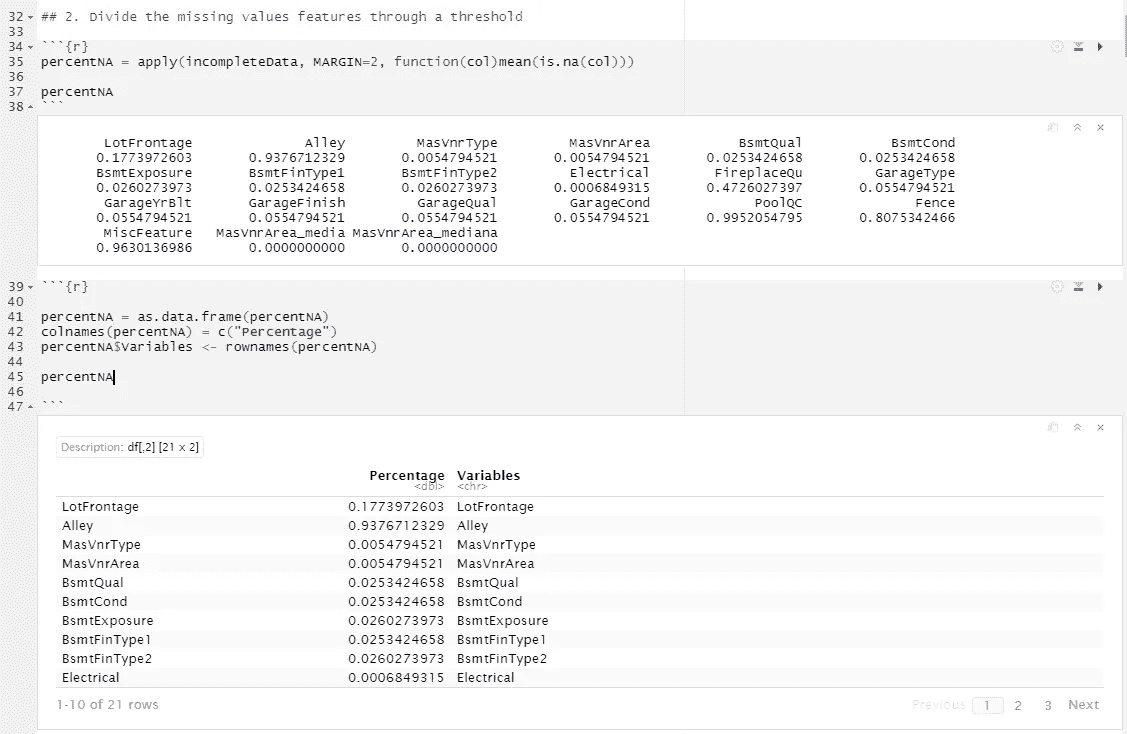 32 ## 2. Divide the missing values features through a threshold
33
34 ```{r}
35 percentNA = apply(incompleteData, MARGIN=2, function(col)mean(is.na(col)))
36
37 percentNA
38 ```
LotFrontage Alley MasVnrType MasVnrArea BsmtQual BsmtCond
0.1773972603 0.9376712329 0.0054794521 0.0054794521 0.0253424658 0.0253424658
BsmtExposure BsmtFinType1 BsmtFinType2 Electrical FireplaceQu GarageType
0.0260273973 0.0253424658 0.0260273973 0.0006849315 0.4726027397 0.0554794521
GarageYrBlt GarageFinish GarageQual GarageCond PoolQC Fence
0.0554794521 0.0554794521 0.0554794521 0.0554794521 0.9952054795 0.8075342466
MiscFeature MasVnrArea_media MasVnrArea_mediana
0.9630136986 0.0000000000 0.0000000000
39 ```{r}
40
41 percentNA = as.data.frame(percentNA)
42 colnames(percentNA) = c("Percentage")
43 percentNA$Variables <- rownames(percentNA)
44
45 percentNA
46
47 ```
Description: df[,2] [21 x 2]
Percentage Variables
<dbl> <chr>
LotFrontage 0.1773972603 LotFrontage
Alley 0.9376712329 Alley
MasVnrType 0.0054794521 MasVnrType
MasVnrArea 0.0054794521 MasVnrArea
BsmtQual 0.0253424658 BsmtQual
BsmtCond 0.0253424658 BsmtCond
BsmtExposure 0.0260273973 BsmtExposure
BsmtFinType1 0.0253424658 BsmtFinType1
BsmtFinType2 0.0260273973 BsmtFinType2
Electrical 0.0006849315 Electrical
1-10 of 21 rows Previous 1 2 3 Next